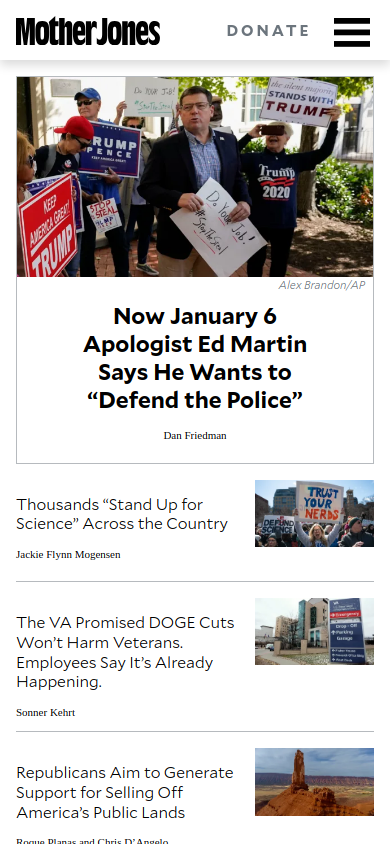 Mother Jones
DONATE
Do YOUR JOB!
the silent majority
STANDS WITH
TRUMP
TRUMP
PENCE
KEEP
AMERICA GREAT!
TRUMP
STOP
STEAL
Trump
2020
Do YOUR
Job!
#StopTheSteal
Alex Brandon/AP
Now January 6
Apologist Ed Martin
Says He Wants to
“Defend the Police”
Dan Friedman
Thousands “Stand Up for
Science” Across the Country
Jackie Flynn Mogensen
TRUST
YOUR
NERDS
DEFUND
SCIENCE
The VA Promised DOGE Cuts
Won’t Harm Veterans.
Employees Say It’s Already
Happening.
Sonner Kehrt
Emergency
Drop - Off
Parking
Garage
Republicans Aim to Generate
Support for Selling Off
America’s Public Lands
Roque Planas and Chris D’Angelo